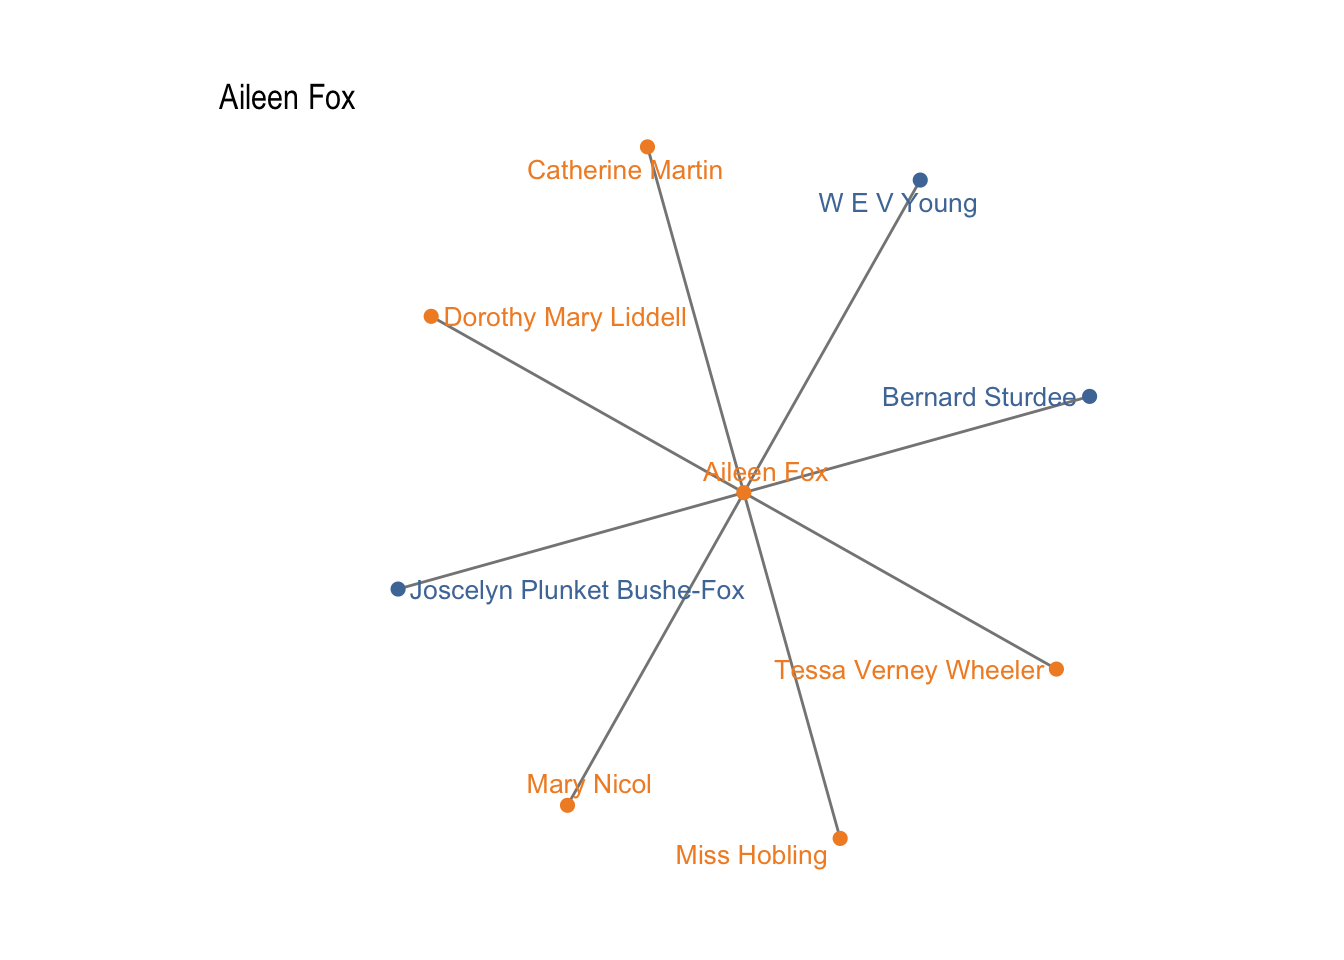 Aileen Fox
Catherine Martin
W E V Young
Dorothy Mary Liddell
Bernard Sturdee
Aileen Fox
Joscelyn Plunket Bushe-Fox
Tessa Verney Wheeler
Mary Nicol
Miss Hobling